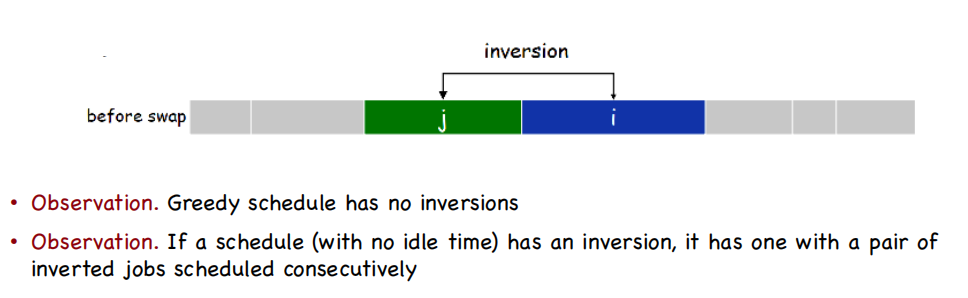 inversion
before swap
j
i
• Observation. Greedy schedule has no inversions
• Observation. If a schedule (with no idle time) has an inversion, it has one with a pair of
inverted jobs scheduled consecutively